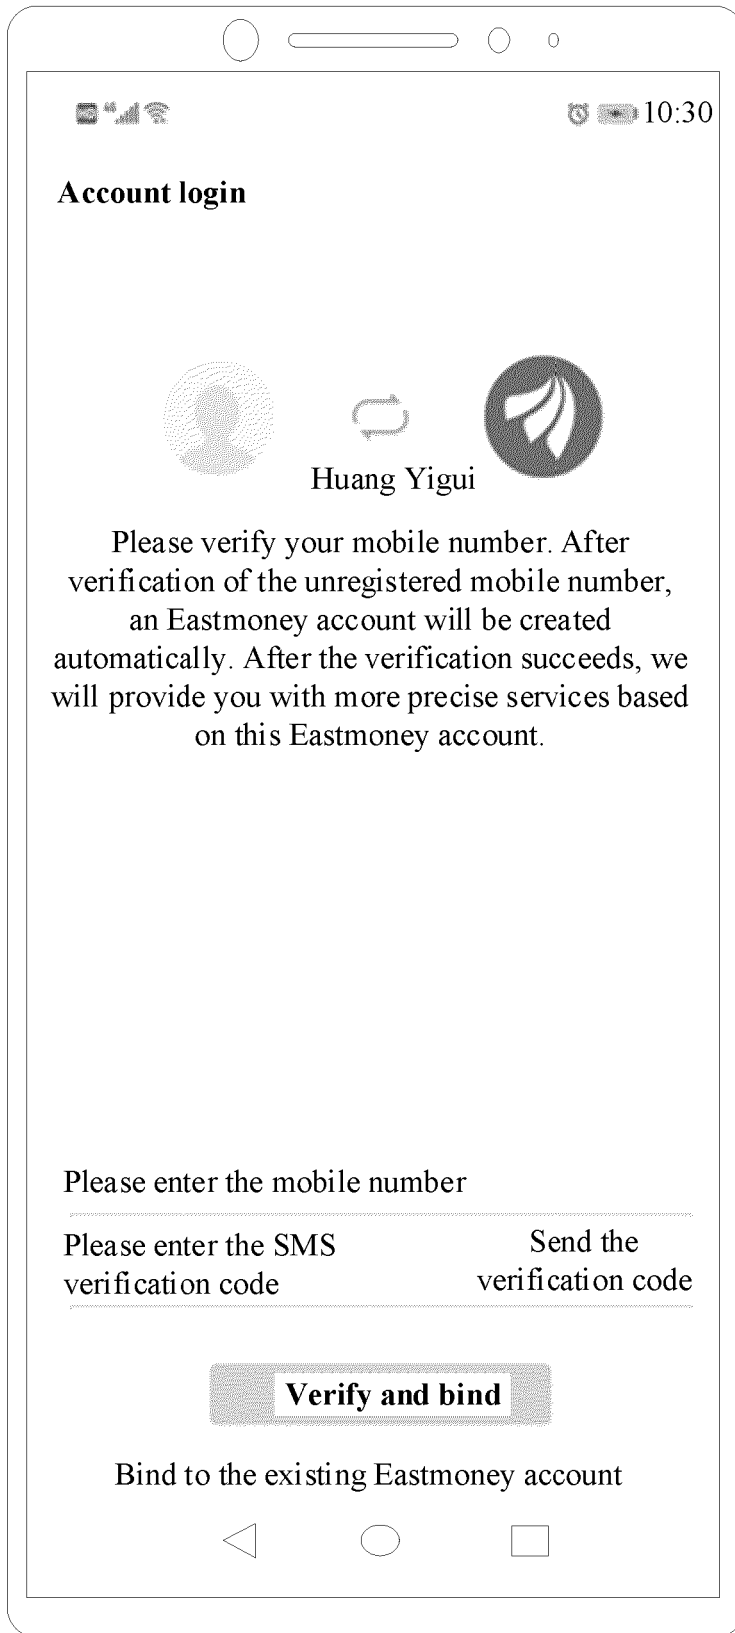 10:30
Account login
Huang Yigui
Please verify your mobile number. After
verification of the unregistered mobile number,
an Eastmoney account will be created
automatically. After the verification succeeds, we
will provide you with more precise services based
on this Eastmoney account.
Please enter the mobile number
Please enter the SMS
verification code
Send the
verification code
Verify and bind
Bind to the existing Eastmoney account